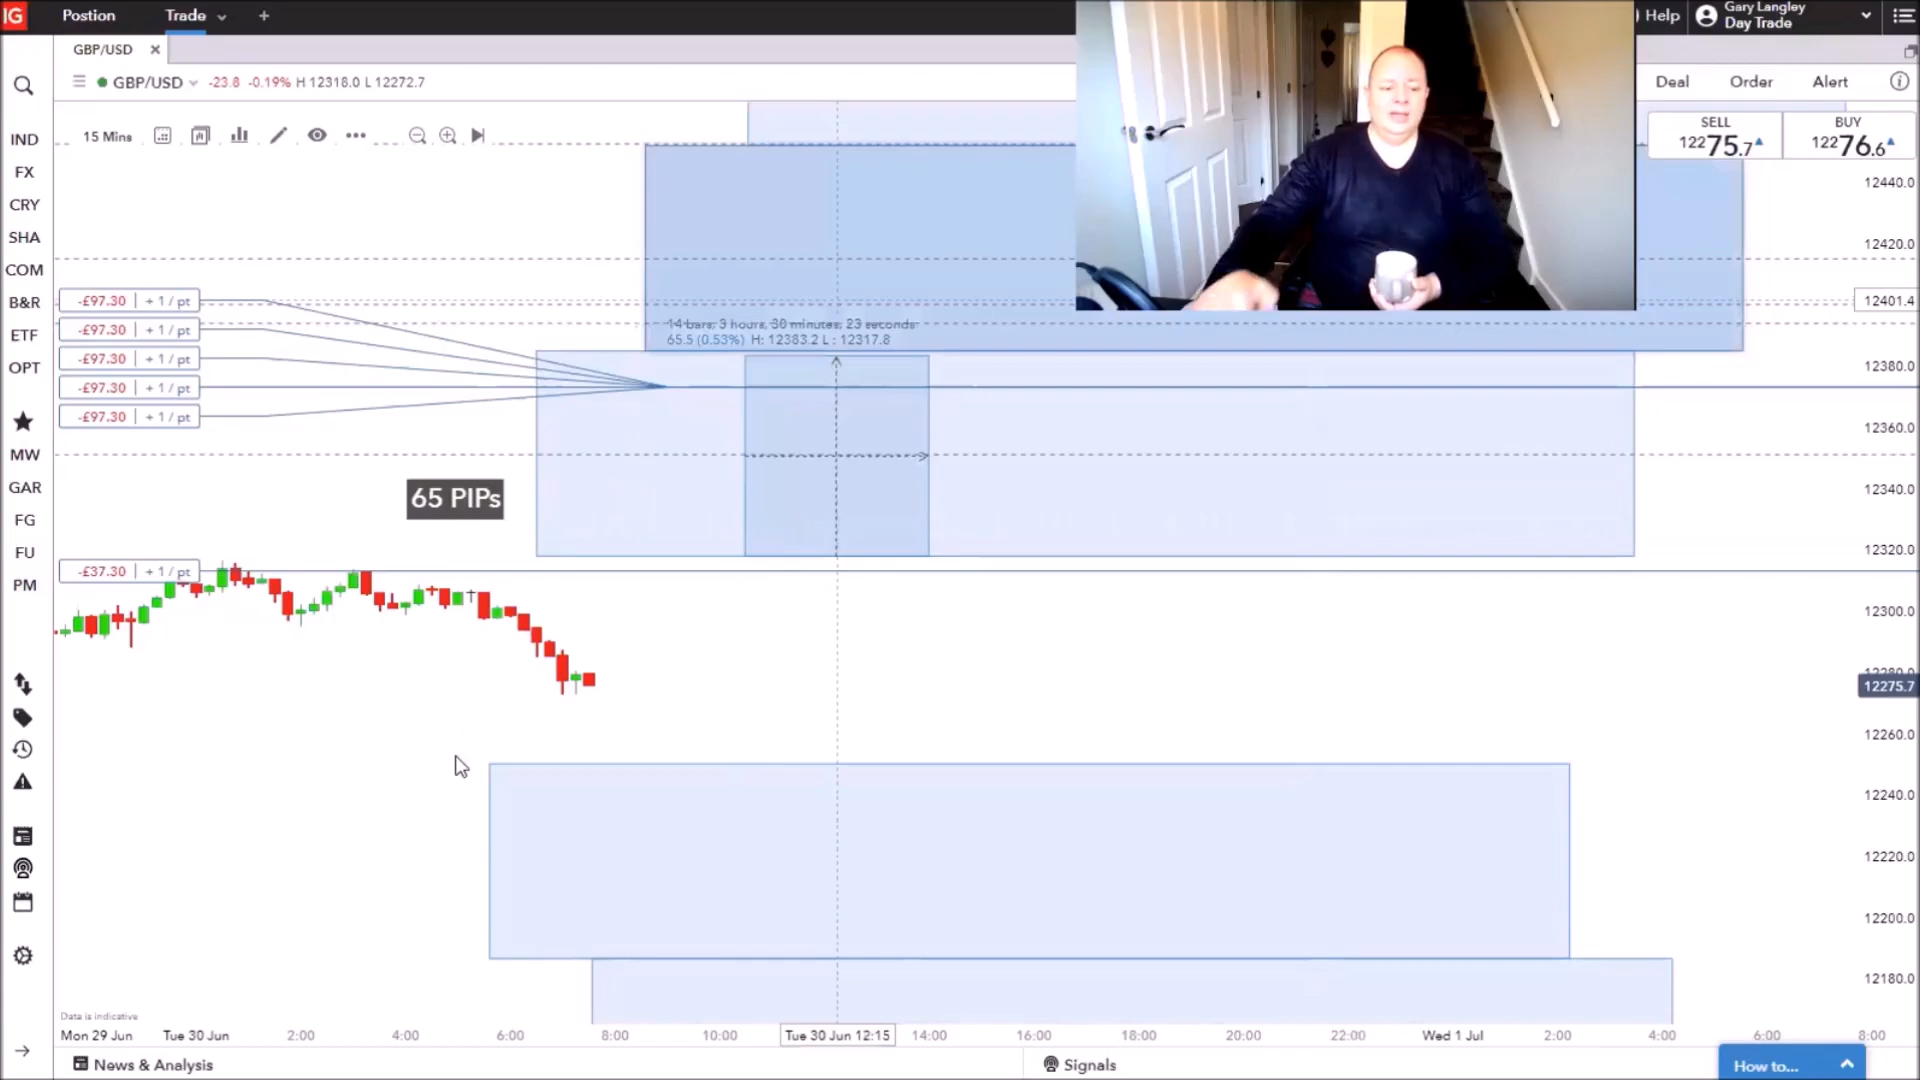 IG Postion Trade + Help Gary Langley
Day Trade
GBP/USD ×
GBP/USD -23.8 -0.19% H 12318.0 L 12272.7 Deal Order Alert
15 Mins
SELL BUY
12275.7 12276.6
IND
FX
CRY
SHA
COM
B&R
ETF
OPT
MW
GAR
FG
FU
PM
-£97.30 + 1 / pt
-£97.30 + 1 / pt
-£97.30 + 1 / pt
-£97.30 + 1 / pt
-£97.30 + 1 / pt
14 bars, 3 hours, 30 minutes, 23 seconds
65.5 (0.53%) H: 12383.2 L : 12317.8
65 PIPs
-£37.30 + 1 / pt
12440.0
12420.0
12401.4
12380.0
12360.0
12340.0
12320.0
12300.0
12280.0
12275.7
12260.0
12240.0
12220.0
12200.0
12180.0
Data is indicative
Mon 29 Jun Tue 30 Jun 2:00 4:00 6:00 8:00 10:00 Tue 30 Jun 12:15 14:00 16:00 18:00 20:00 22:00 Wed 1 Jul 2:00 4:00 6:00 8:00
News & Analysis Signals How to...